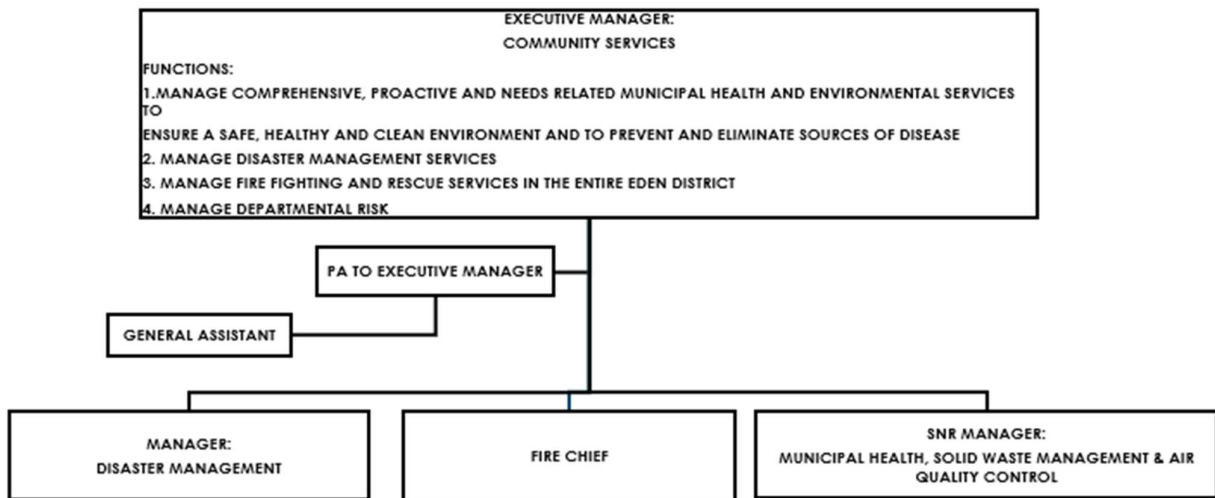 EXECUTIVE MANAGER:
COMMUNITY SERVICES
FUNCTIONS:
1.MANAGE COMPREHENSIVE, PROACTIVE AND NEEDS RELATED MUNICIPAL HEALTH AND ENVIRONMENTAL SERVICES
TO
ENSURE A SAFE, HEALTHY AND CLEAN ENVIRONMENT AND TO PREVENT AND ELIMINATE SOURCES OF DISEASE
2. MANAGE DISASTER MANAGEMENT SERVICES
3. MANAGE FIRE FIGHTING AND RESCUE SERVICES IN THE ENTIRE EDEN DISTRICT
4. MANAGE DEPARTMENTAL RISK
PA TO EXECUTIVE MANAGER
GENERAL ASSISTANT
MANAGER:
DISASTER MANAGEMENT
FIRE CHIEF
SNR MANAGER:
MUNICIPAL HEALTH, SOLID WASTE MANAGEMENT & AIR
QUALITY CONTROL